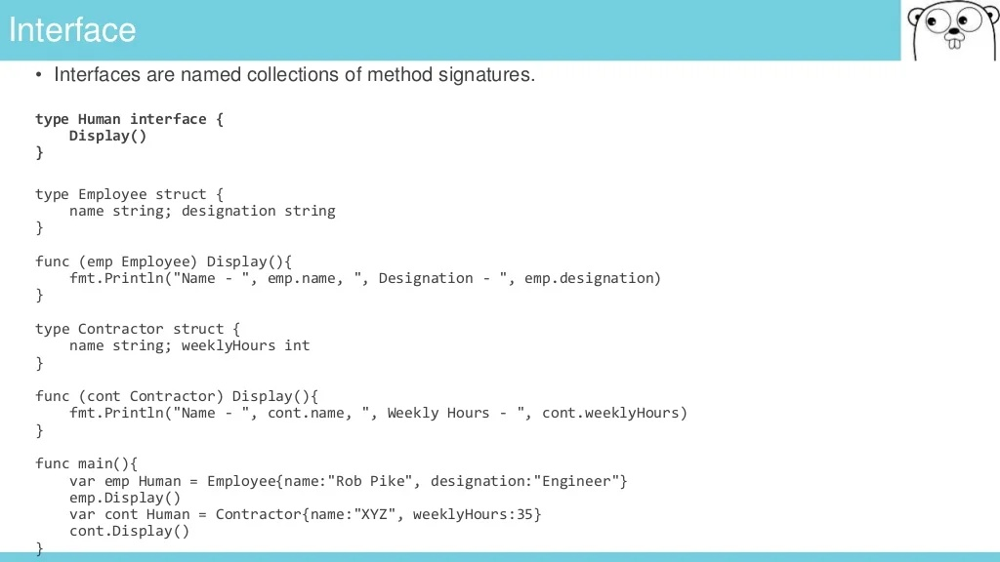 Interface
• Interfaces are named collections of method signatures.
type Human interface {
    Display()
}
type Employee struct {
    name string; designation string
}
func (emp Employee) Display(){
    fmt.Println("Name - ", emp.name, ", Designation - ", emp.designation)
}
type Contractor struct {
    name string; weeklyHours int
}
func (cont Contractor) Display(){
    fmt.Println("Name - ", cont.name, ", Weekly Hours - ", cont.weeklyHours)
}
func main(){
    var emp Human = Employee{name:"Rob Pike", designation:"Engineer"}
    emp.Display()
    var cont Human = Contractor{name:"XYZ", weeklyHours:35}
    cont.Display()
}